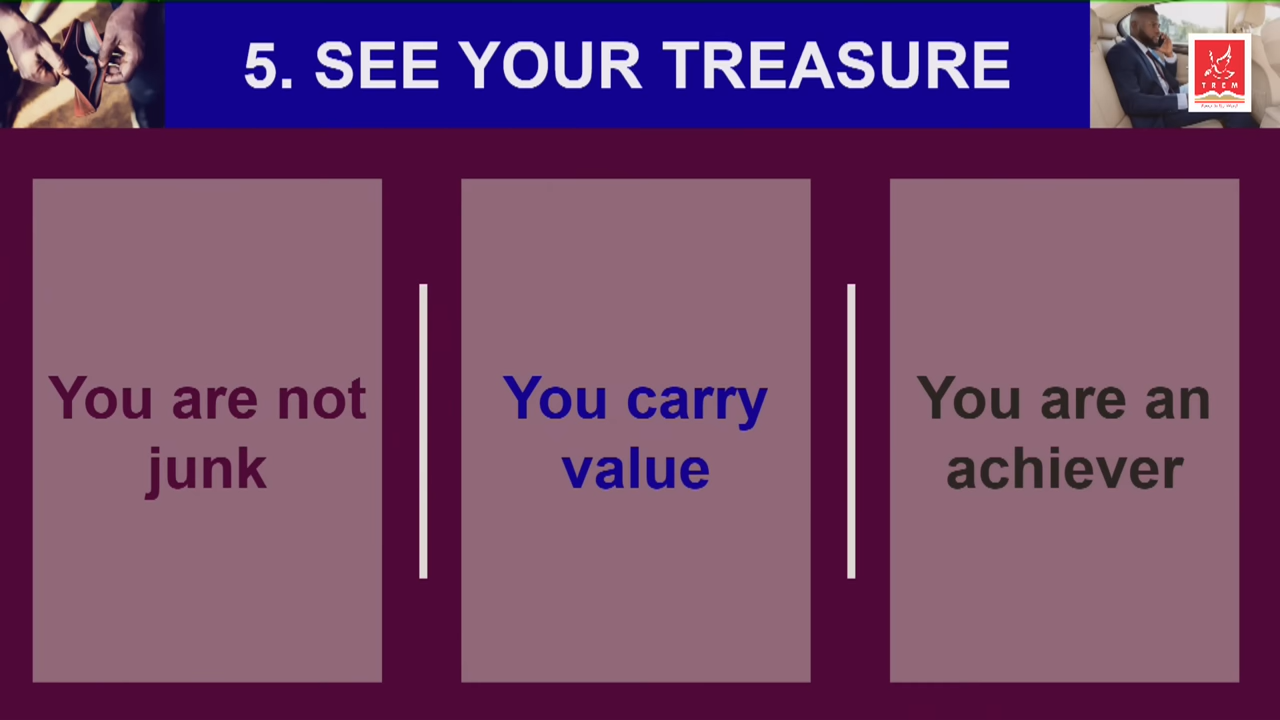 5. SEE YOUR TREASURE
TREM
You are not
junk
You carry
value
You are an
achiever